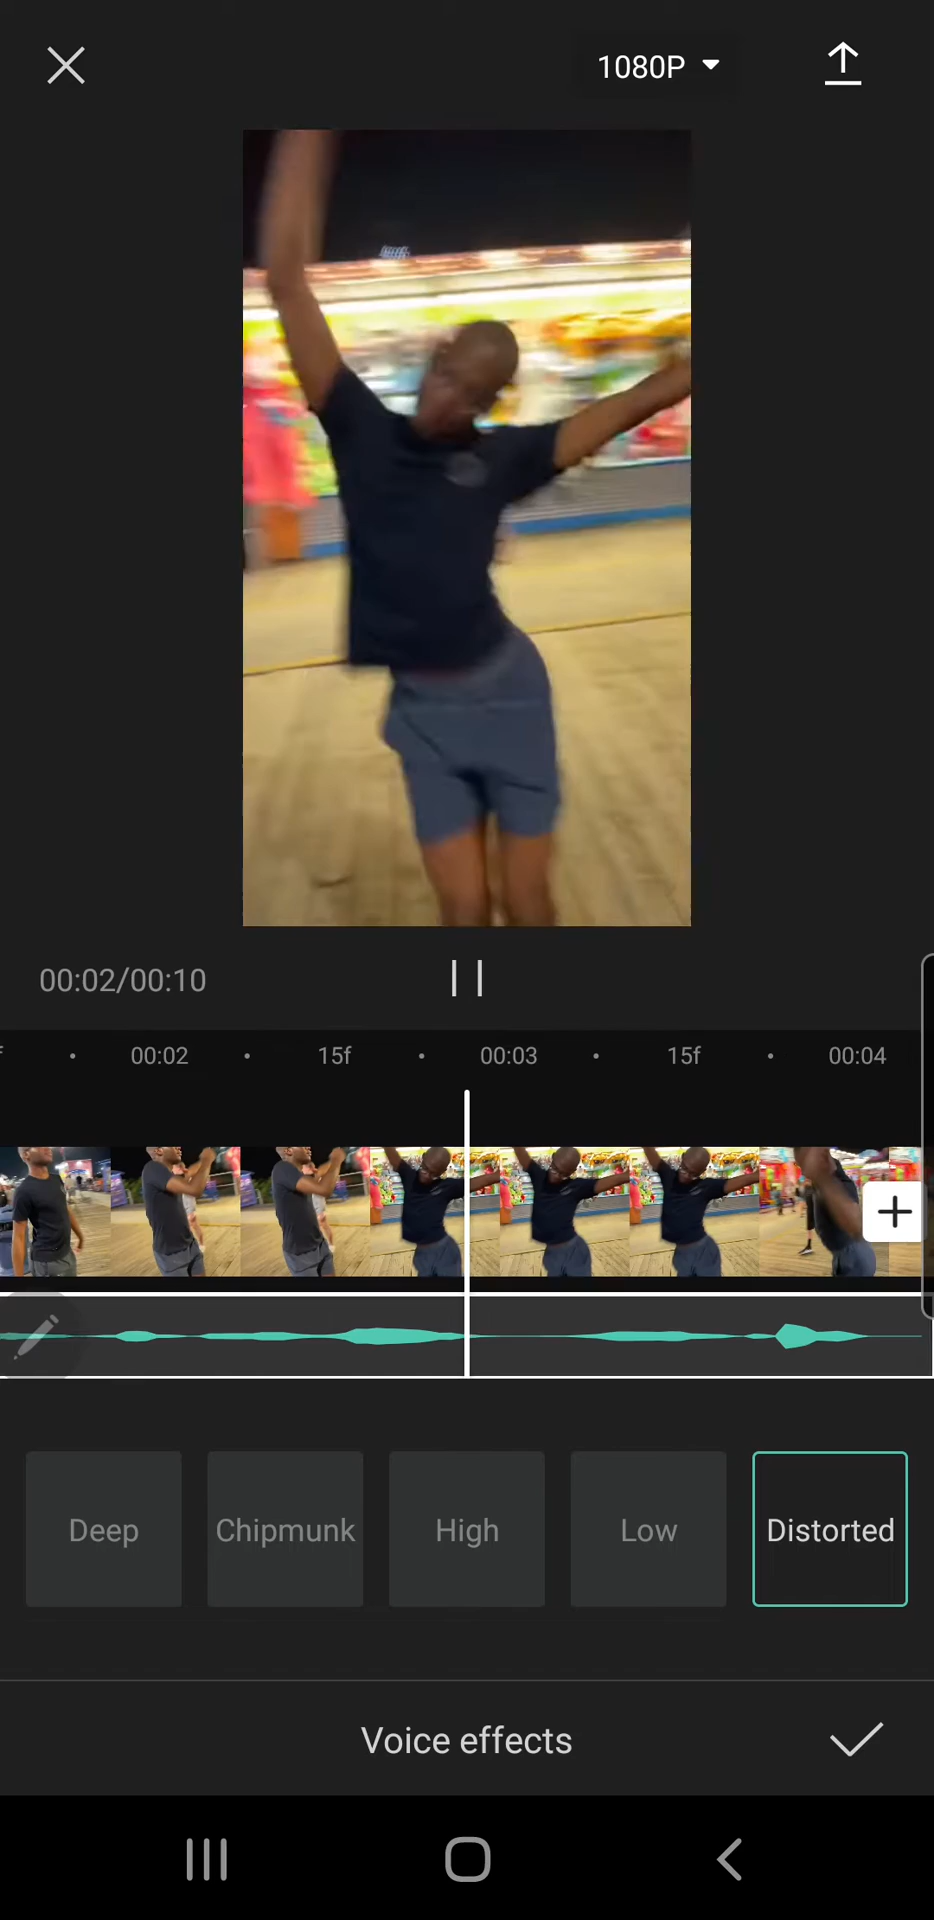 1080P
00:02/00:10
00:02
15f
00:03
15f
00:04
Deep
Chipmunk
High
Low
Distorted
Voice effects